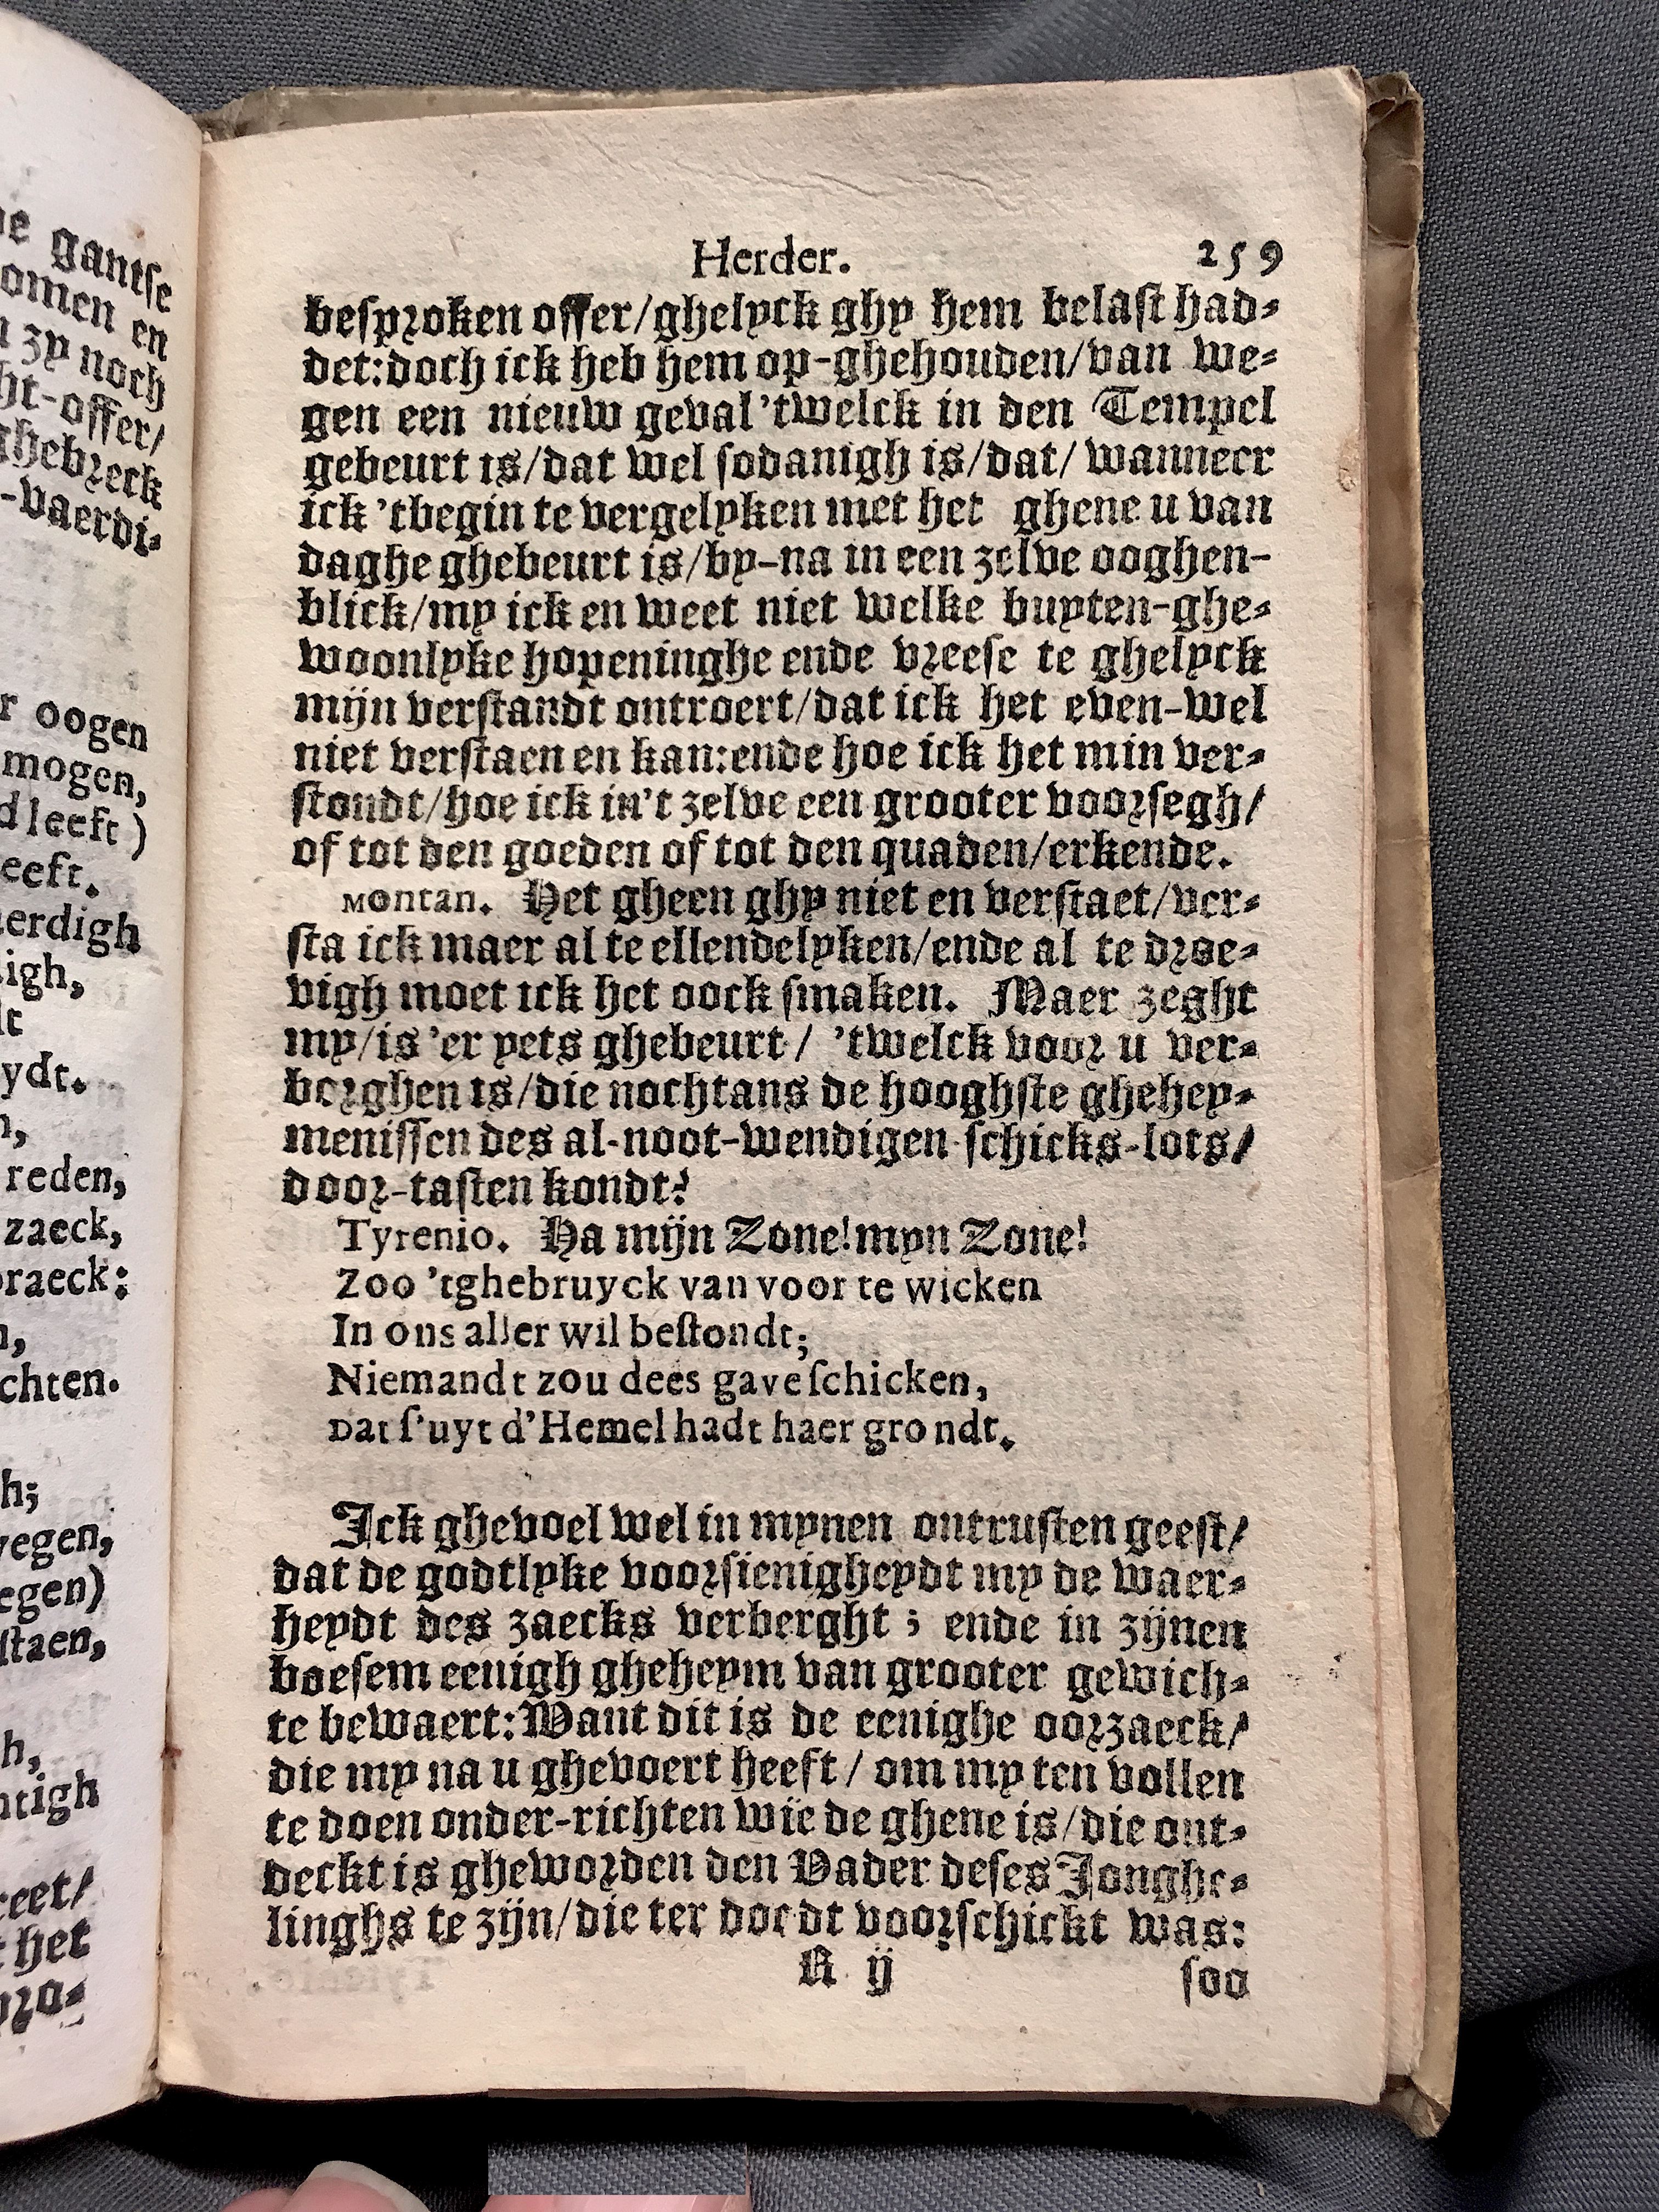 Herder. 259
beſproken offer/ghelyck ghy hem belaſt had-
det:doch ick heb hem op-ghehouden/van we-
gen een nieuw geval 'twelck in den Tempel
gebeurt is/dat wel ſodanigh is/dat/ wanneer
ick 'tbegin te vergelyken met het ghene u van
daghe ghebeurt is/by-na in een zelve ooghen-
blick/my ick en weet niet welke buyten-ghe-
woonlyke hopeninghe ende vreeſe te ghelyck
mijn verſtandt ontroert/dat ick het even-wel
niet verſtaen en kan:ende hoe ick het min ver-
ſtondt/hoe ick in't zelve een grooter voorſegh/
of tot den goeden of tot den quaden/erkende.
Montan. Het gheen ghy niet en verſtaet/ver-
ſta ick maer al te ellendelyken/ende al te droe-
vigh moet ick het oock ſmaken. Maer zeght
my/is 'er yets ghebeurt/ 'twelck voor u ver-
borghen is/die nochtans de hooghſte ghehey-
meniſſen des al-noot-wendigen ſchicks-lots/
door-taſten kondt?
Tyrenio. Ha mijn Zone!myn Zone!
Zoo 'tghebruyck van voor te wicken
In ons aller wil beſtondt;
Niemandt zou dees gave ſchicken,
Dat ſ'uyt d'Hemel hadt haer grondt.
Ick ghevoel wel in mynen ontruſten geeſt/
dat de godtlyke voorſienigheydt my de waer-
heydt des zaecks verberght ; ende in zijnen
boeſem eenigh gheheym van grooter gewich-
te bewaert:Want dit is de eenighe oorzaeck/
die my na u ghevoert heeft/ om my ten vollen
te doen onder-richten wïe de ghene is/die ont-
deckt is gheworden den Vader deſes Jonghe-
linghs te zijn/die ter doodt voorſchickt was:
R ij ſoo